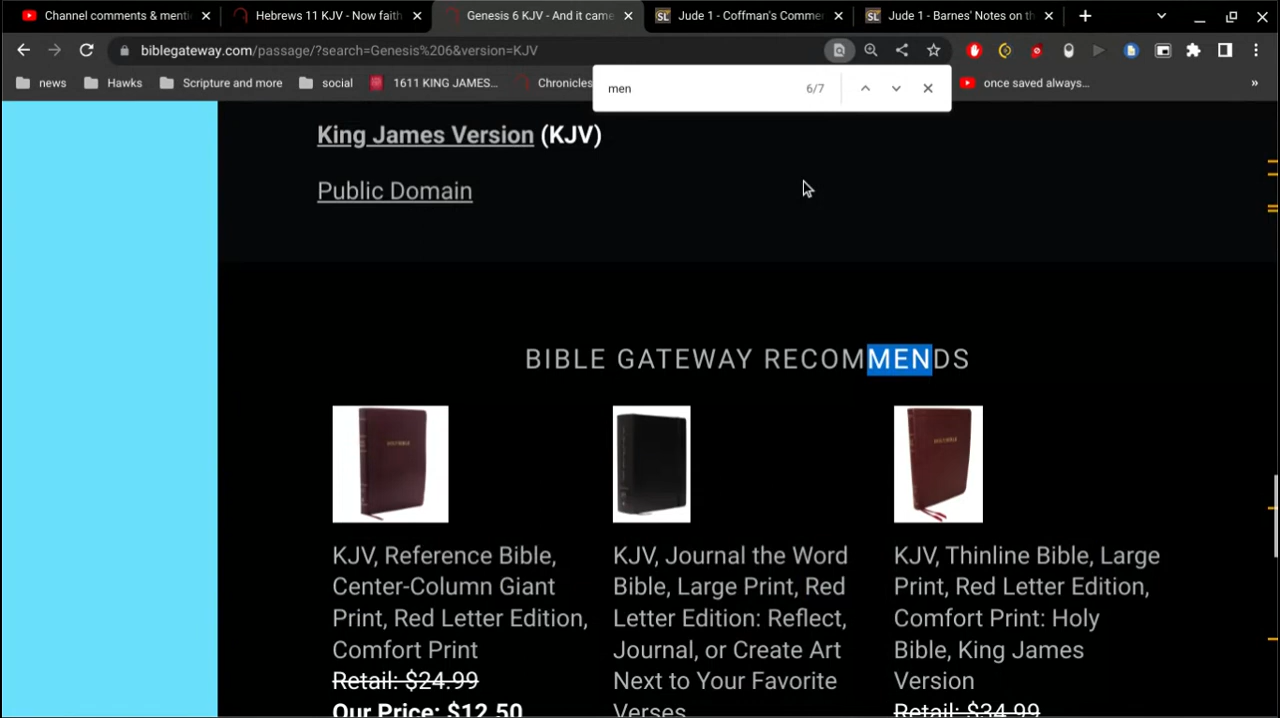 Channel comments & menti
Hebrews 11 KJV - Now faith
Genesis 6 KJV - And it came
Jude 1 - Coffman's Comme
Jude 1 - Barnes' Notes on th
biblegateway.com/passage/?search=Genesis%206&version=KJV
news
Hawks
Scripture and more
social
1611 KING JAMES...
Chronicles
once saved always...
»
men
6/7
King James Version (KJV)
Public Domain
BIBLE GATEWAY RECOMMENDS
KJV, Reference Bible,
Center-Column Giant
Print, Red Letter Edition,
Comfort Print
Retail: $24.99
Our Price: $12.50
KJV, Journal the Word
Bible, Large Print, Red
Letter Edition: Reflect,
Journal, or Create Art
Next to Your Favorite
Verses
KJV, Thinline Bible, Large
Print, Red Letter Edition,
Comfort Print: Holy
Bible, King James
Version
Retail: $34.99